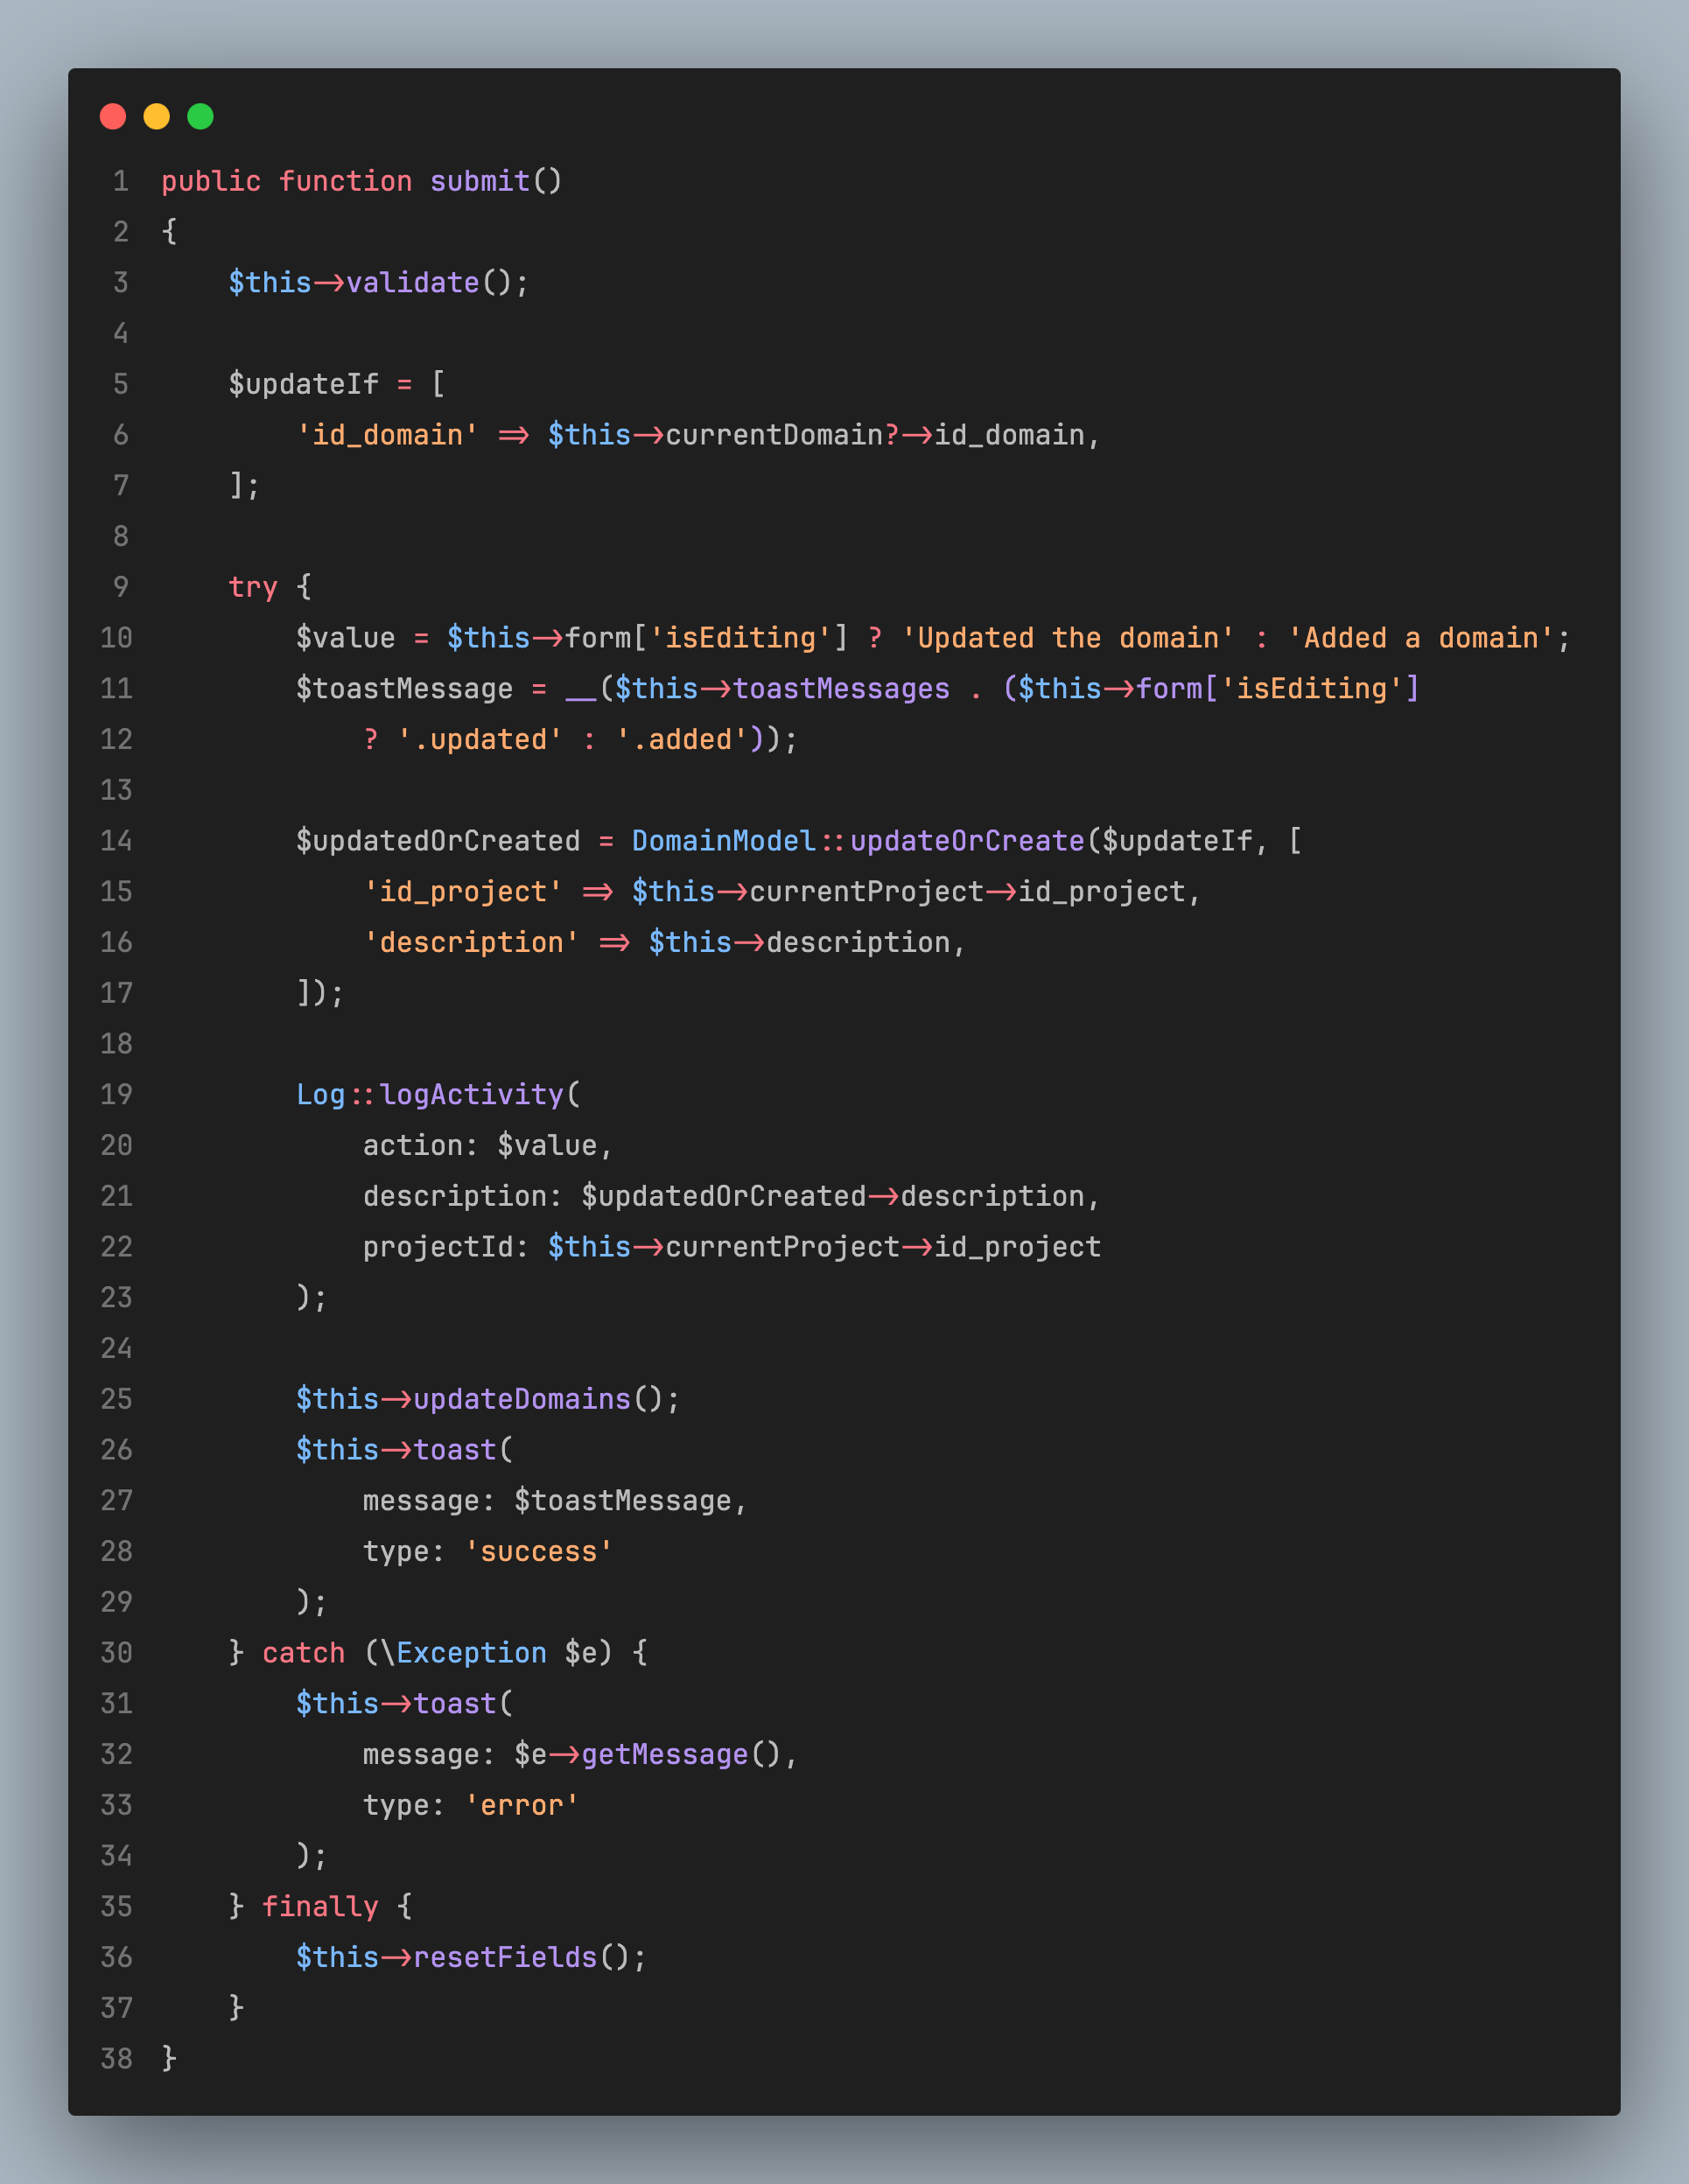 1 public function submit()
2 {
3     $this->validate();
4
5     $updateIf = [
6         'id_domain' => $this->currentDomain?->id_domain,
7     ];
8
9     try {
10         $value = $this->form['isEditing'] ? 'Updated the domain' : 'Added a domain';
11         $toastMessage = __($this->toastMessages . ($this->form['isEditing']
12             ? '.updated' : '.added'));
13
14         $updatedOrCreated = DomainModel::updateOrCreate($updateIf, [
15             'id_project' => $this->currentProject->id_project,
16             'description' => $this->description,
17         ]);
18
19         Log::logActivity(
20             action: $value,
21             description: $updatedOrCreated->description,
22             projectId: $this->currentProject->id_project
23         );
24
25         $this->updateDomains();
26         $this->toast(
27             message: $toastMessage,
28             type: 'success'
29         );
30     } catch (\Exception $e) {
31         $this->toast(
32             message: $e->getMessage(),
33             type: 'error'
34         );
35     } finally {
36         $this->resetFields();
37     }
38 }